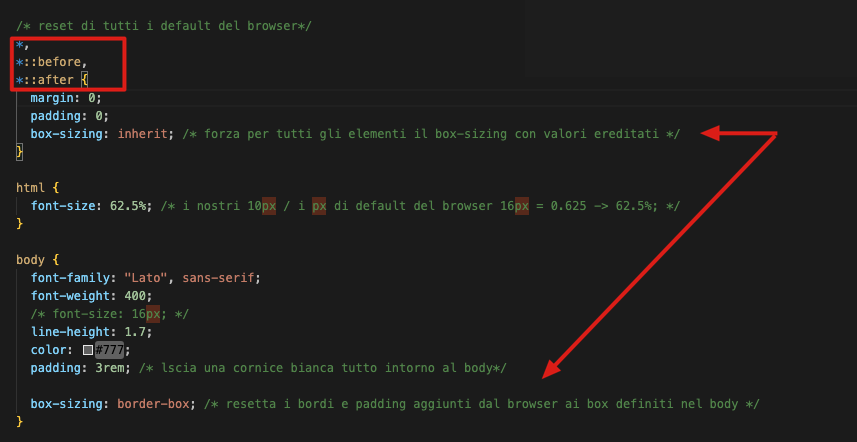 /* reset di tutti i default del browser*/
*,
*::before,
*::after {
margin: 0;
padding: 0;
box-sizing: inherit; /* forza per tutti gli elementi il box-sizing con valori ereditati */
}
html {
font-size: 62.5%; /* i nostri 10px / i px di default del browser 16px = 0.625 -> 62.5%; */
}
body {
font-family: "Lato", sans-serif;
font-weight: 400;
/* font-size: 16px; */
line-height: 1.7;
color: #777;
padding: 3rem; /* lscia una cornice bianca tutto intorno al body*/
box-sizing: border-box; /* resetta i bordi e padding aggiunti dal browser ai box definiti nel body */
}